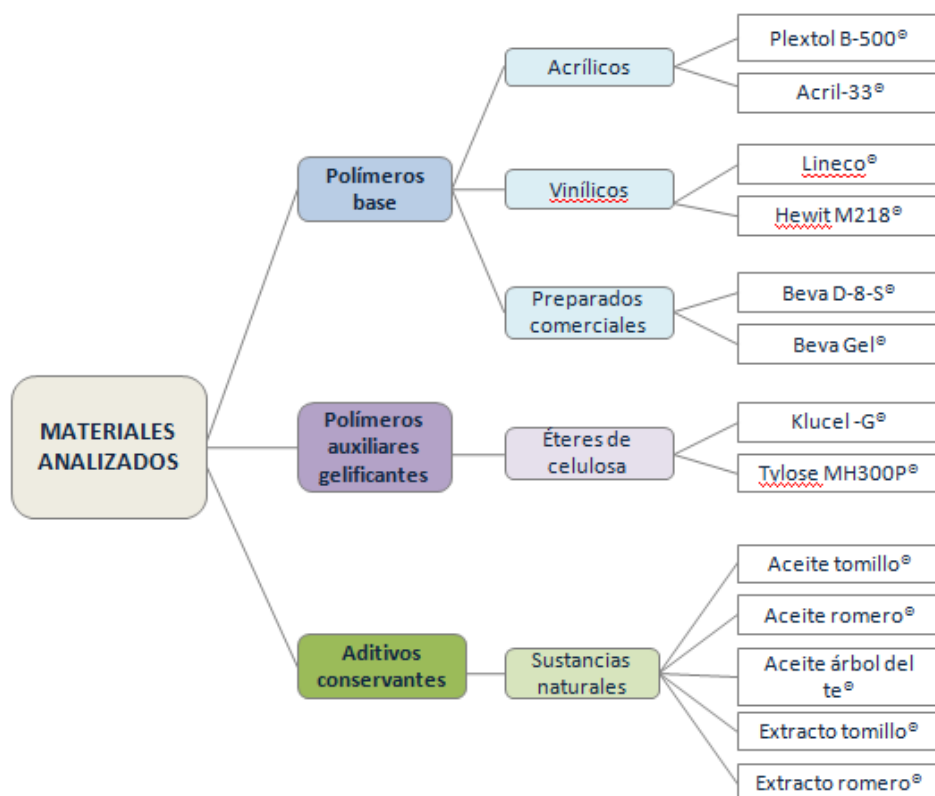 Plextol B-500®
Acrílicos
Acril-33®
Polímeros
base
Lineco®
Vinílicos
Hewit M218®
Preparados
comerciales
Beva D-8-S®
Beva Gel®
MATERIALES
ANALIZADOS
Polímeros
auxiliares
gelificantes
Éteres de
celulosa
Klucel -G®
Tylose MH300P®
Aditivos
conservantes
Sustancias
naturales
Aceite tomillo®
Aceite romero®
Aceite árbol del
te®
Extracto tomillo®
Extracto romero®